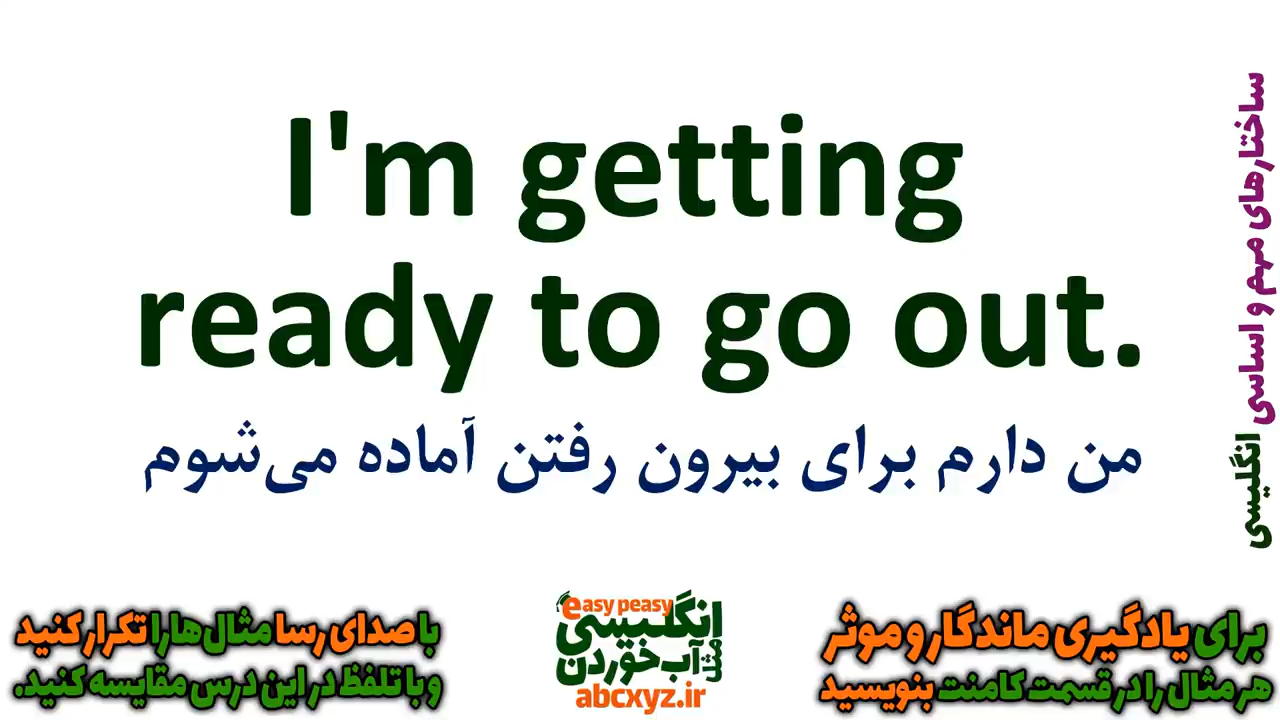 I'm getting
ready to go out.
من دارم برای بیرون رفتن آماده می‌شوم
ساختارهای مهم و اساسی انگلیسی
برای یادگیری ماندگار و موثر
هر مثال را در قسمت کامنت بنویسید
easy peasy
انگلیسی
مثل آب خوردن
abcxyz.ir
با صدای رسا مثال‌ها را تکرار کنید
و با تلفظ در این درس مقایسه کنید.